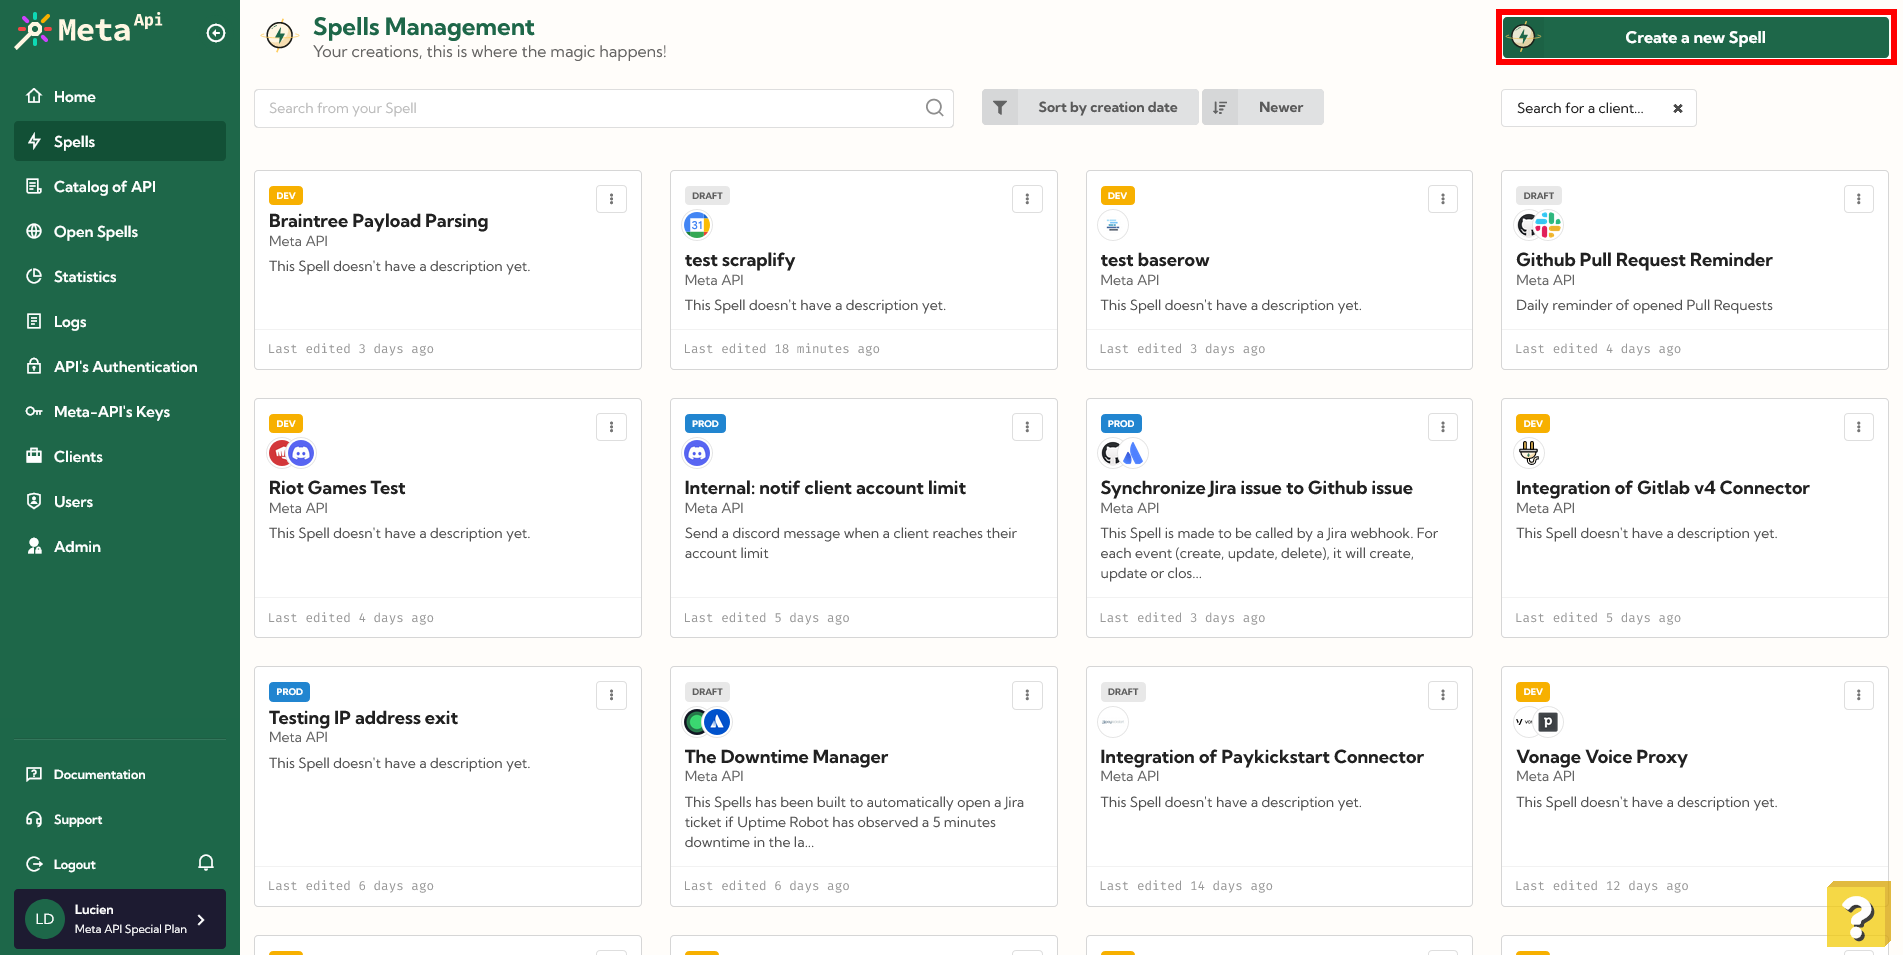 Meta Api
Home
Spells
Catalog of API
Open Spells
Statistics
Logs
API's Authentication
Meta-API's Keys
Clients
Users
Admin
Documentation
Support
Logout
LD
Lucien
Meta API Special Plan
Spells Management
Your creations, this is where the magic happens!
Create a new Spell
Search from your Spell
Sort by creation date
Newer
Search for a client...
DEV
Braintree Payload Parsing
Meta API
This Spell doesn't have a description yet.
Last edited 3 days ago
DRAFT
31
test scraplify
Meta API
This Spell doesn't have a description yet.
Last edited 18 minutes ago
DEV
test baserow
Meta API
This Spell doesn't have a description yet.
Last edited 3 days ago
DRAFT
Github Pull Request Reminder
Meta API
Daily reminder of opened Pull Requests
Last edited 4 days ago
DEV
Riot Games Test
Meta API
This Spell doesn't have a description yet.
Last edited 4 days ago
PROD
Internal: notif client account limit
Meta API
Send a discord message when a client reaches their
account limit
Last edited 5 days ago
PROD
Synchronize Jira issue to Github issue
Meta API
This Spell is made to be called by a Jira webhook. For
each event (create, update, delete), it will create,
update or clos...
Last edited 3 days ago
DEV
Integration of Gitlab v4 Connector
Meta API
This Spell doesn't have a description yet.
Last edited 5 days ago
PROD
Testing IP address exit
Meta API
This Spell doesn't have a description yet.
Last edited 6 days ago
DRAFT
The Downtime Manager
Meta API
This Spells has been built to automatically open a Jira
ticket if Uptime Robot has observed a 5 minutes
downtime in the la...
Last edited 6 days ago
DRAFT
Integration of Paykickstart Connector
Meta API
This Spell doesn't have a description yet.
Last edited 14 days ago
DEV
p
Vonage Voice Proxy
Meta API
This Spell doesn't have a description yet.
Last edited 12 days ago
?